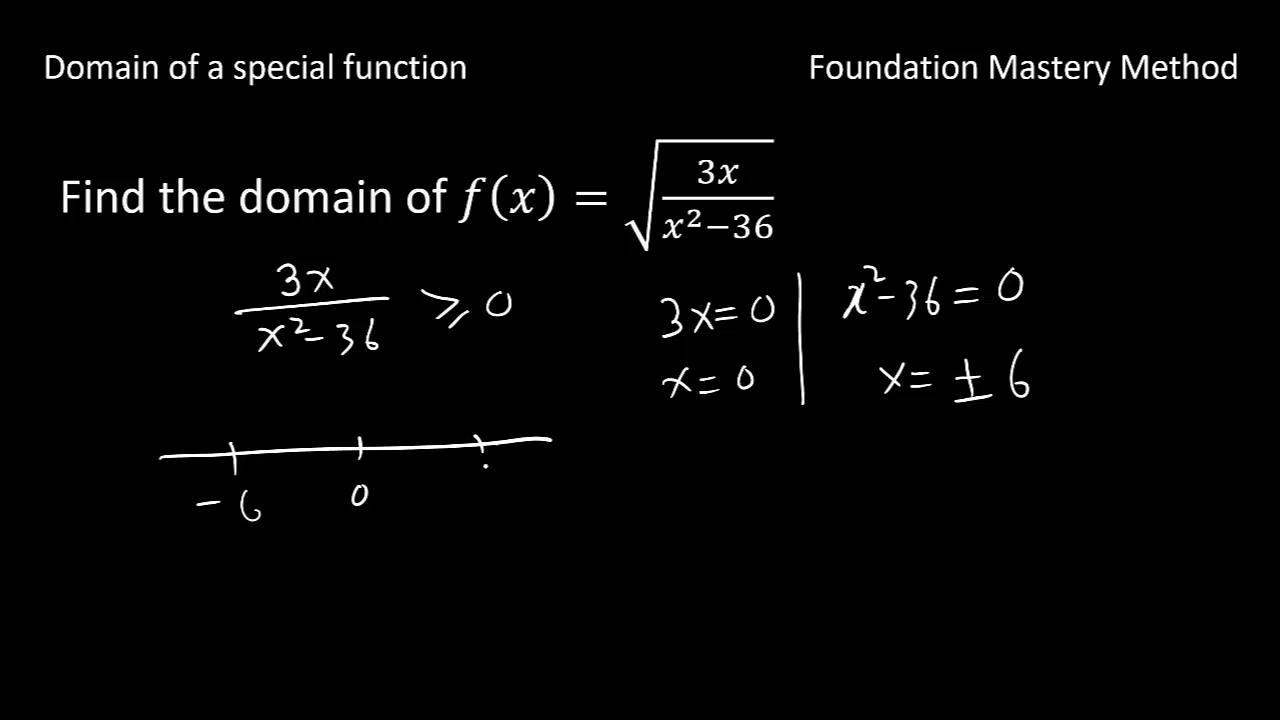 Domain of a special function
Foundation Mastery Method
Find the domain of f(x) = √(3x / (x² − 36))
3x / (x² − 36) ⩾ 0
3x = 0
x = 0
x² − 36 = 0
x = ± 6
− 6 0